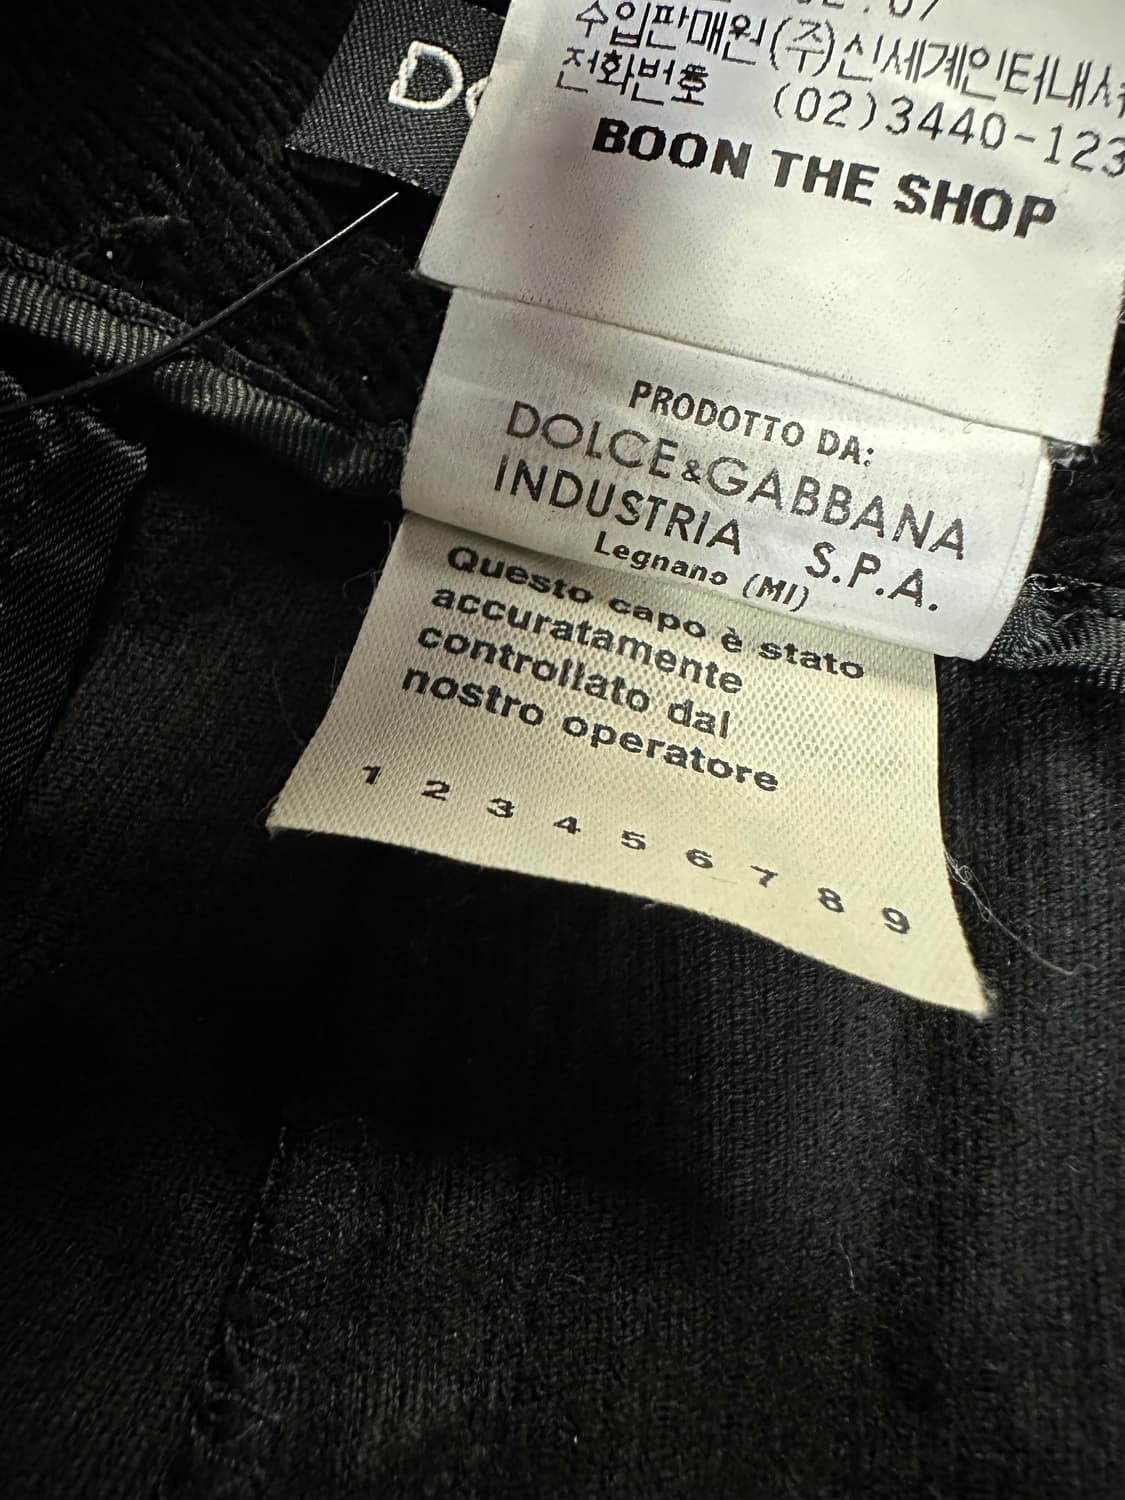 수입판매원(주)신세계인터내셔
전화번호 (02)3440-123
BOON THE SHOP
PRODOTTO DA:
DOLCE&GABBANA
INDUSTRIA S.P.A.
Legnano (MI)
Questo capo è stato
accuratamente
controllato dal
nostro operatore
1 2 3 4 5 6 7 8 9